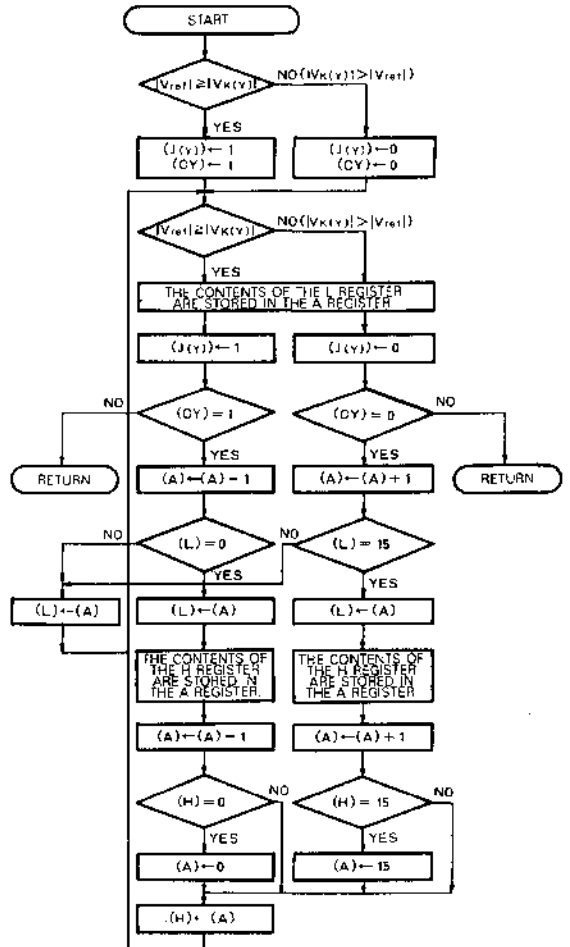 START
|Vref| ≥ |VK(Y)|
NO(|VK(Y)| > |Vref|)
YES
(J(Y)) ← 1
(CY) ← 1
(J(Y)) ← 0
(CY) ← 0
|Vref| ≥ |VK(Y)|
NO(|VK(Y)| > |Vref|)
YES
THE CONTENTS OF THE L REGISTER
ARE STORED IN THE A REGISTER
(J(Y)) ← 1
(J(Y)) ← 0
NO
(CY) = 1
(CY) = 0
NO
YES
YES
RETURN
(A) ← (A) − 1
(A) ← (A) + 1
RETURN
NO
(L) = 0
NO
(L) = 15
YES
YES
(L) ← (A)
(L) ← (A)
(L) ← (A)
THE CONTENTS OF
THE H REGISTER
ARE STORED IN
THE A REGISTER.
THE CONTENTS OF
THE H REGISTER
ARE STORED IN
THE A REGISTER
(A) ← (A) − 1
(A) ← (A) + 1
(H) = 0
NO
(H) = 15
NO
YES
YES
(A) ← 0
(A) ← 15
(H) ← (A)